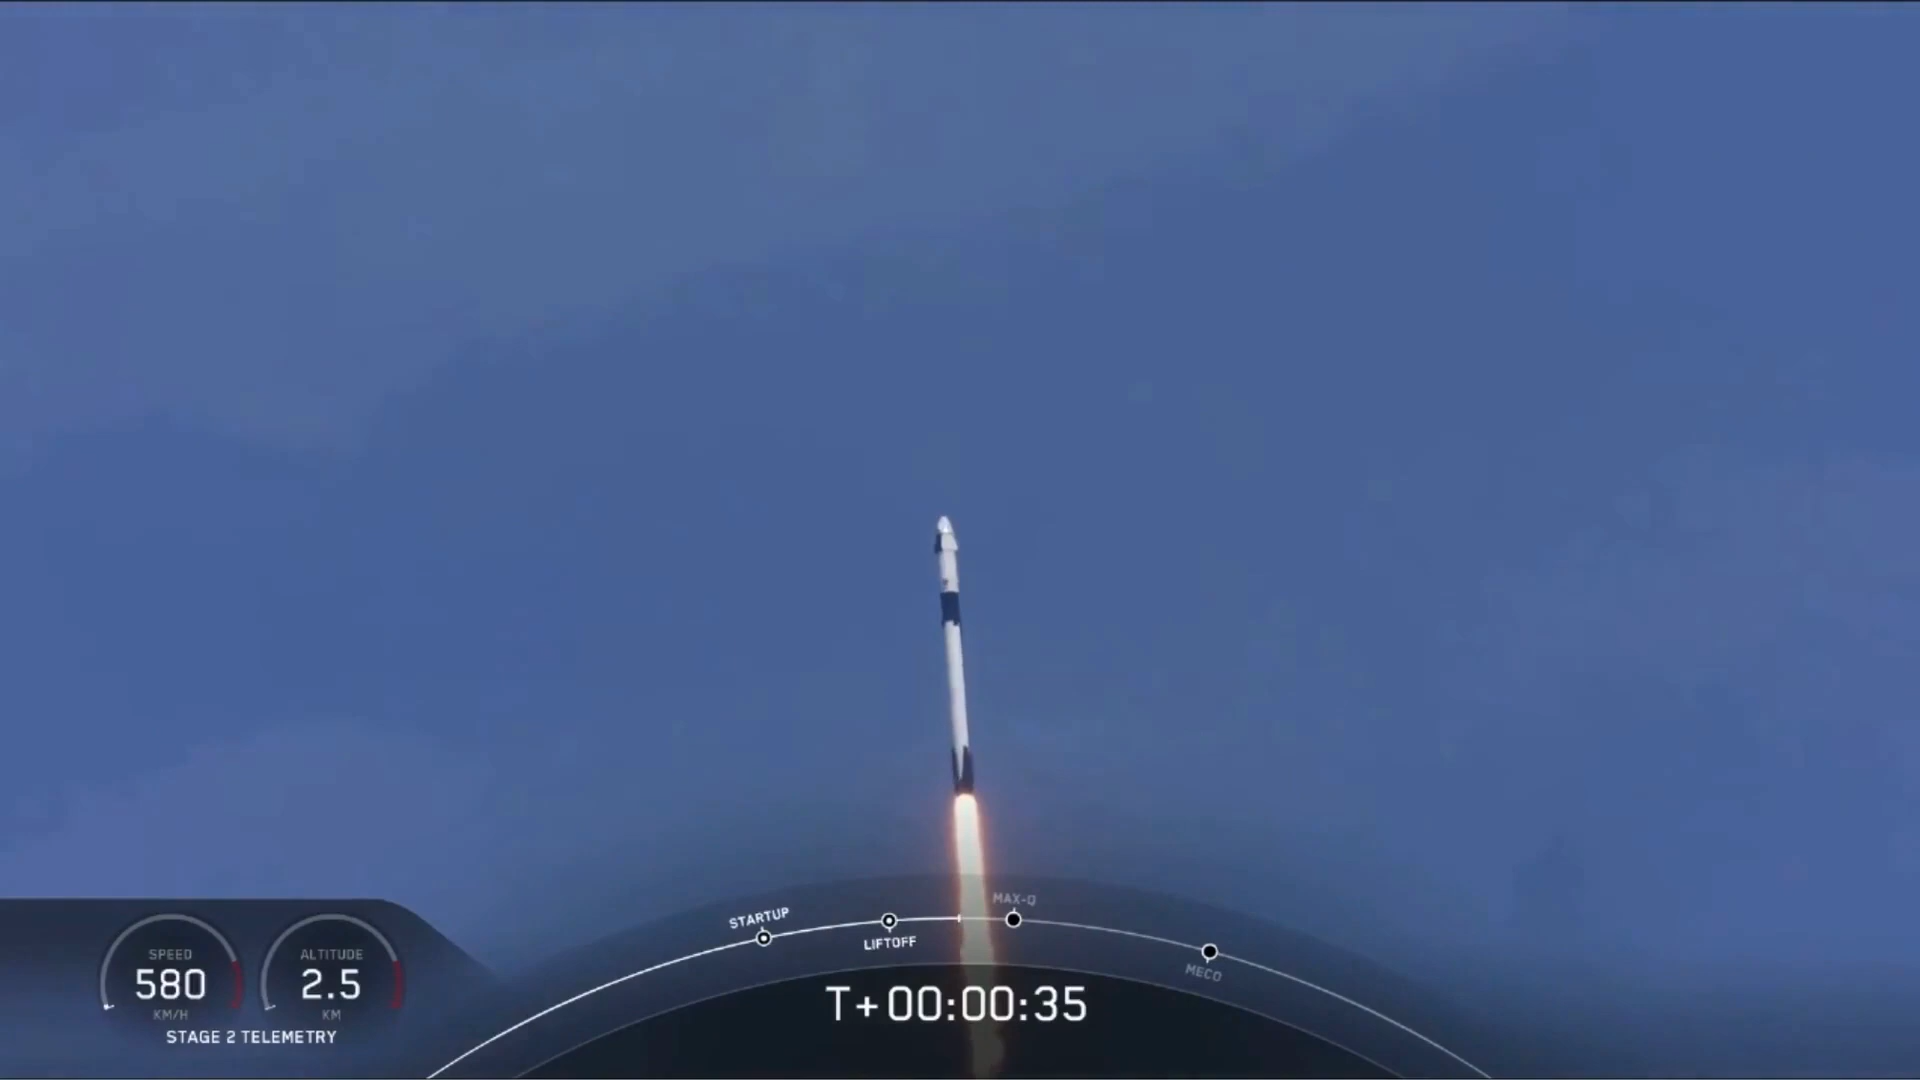 STARTUP
LIFTOFF
MAX-Q
MECO
SPEED
580
KM/H
ALTITUDE
2.5
KM
STAGE 2 TELEMETRY
T+00:00:35